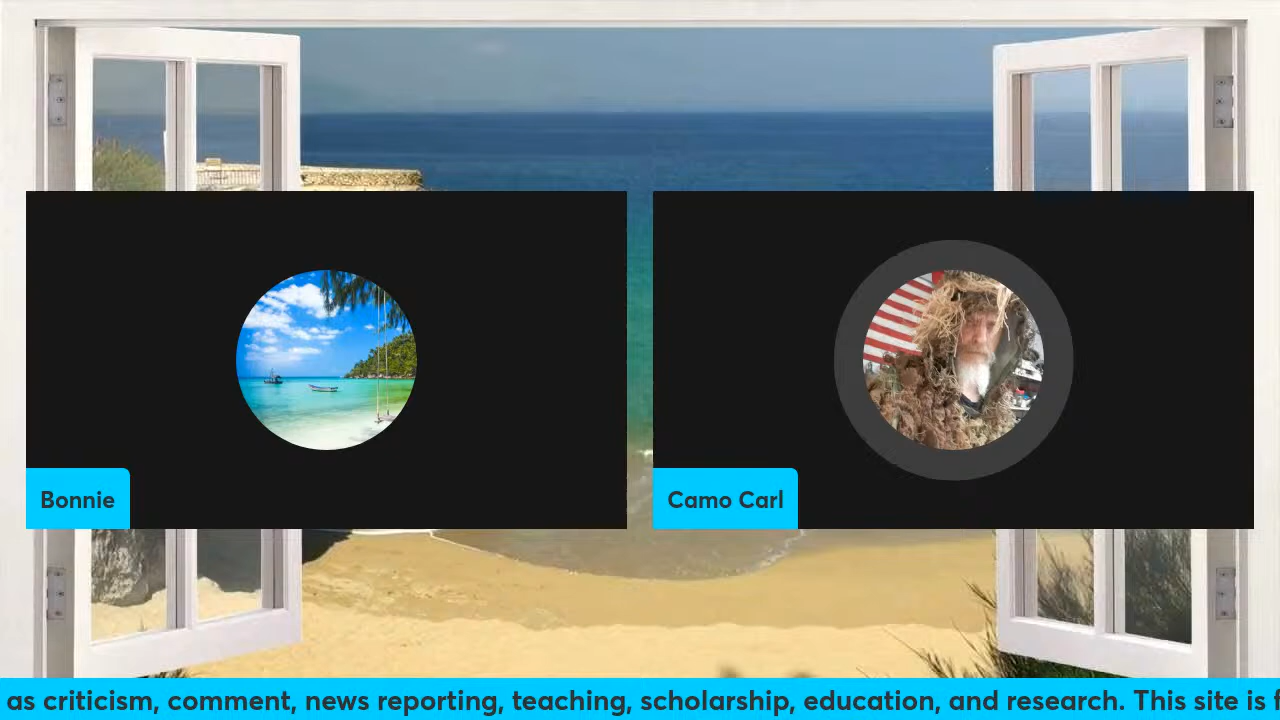 Bonnie
Camo Carl
as criticism, comment, news reporting, teaching, scholarship, education, and research. This site is